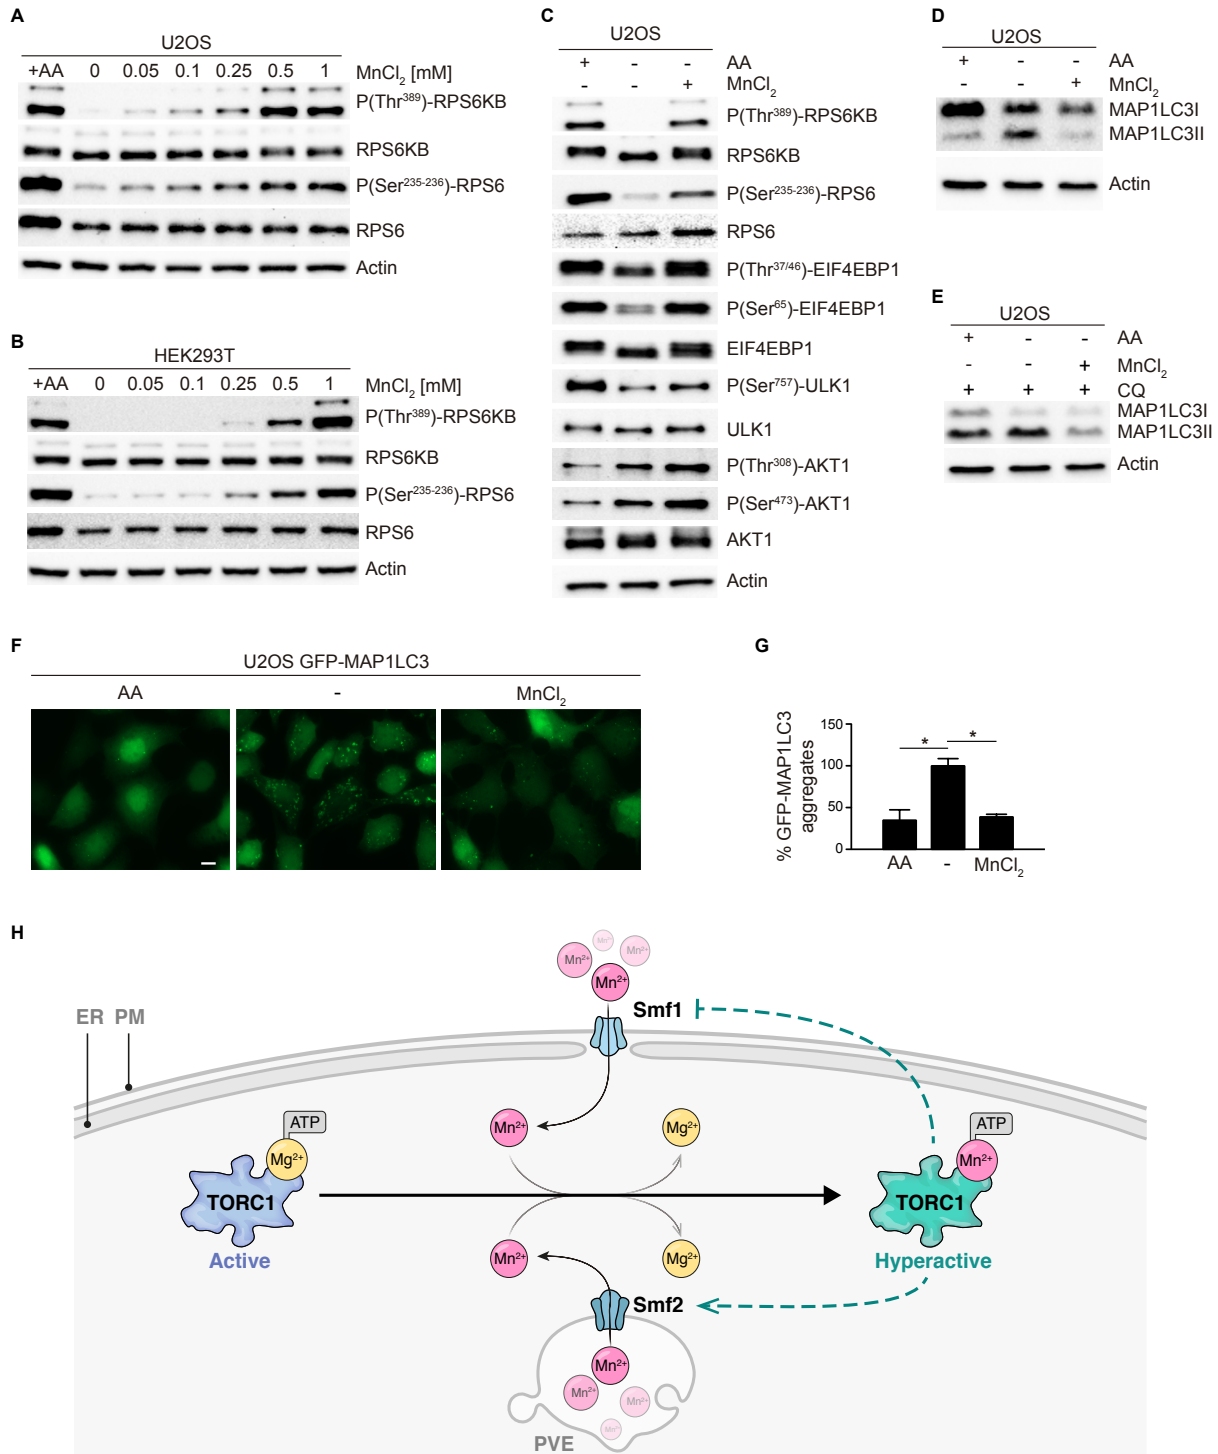 A
U2OS
+AA 0 0.05 0.1 0.25 0.5 1 MnCl2 [mM]
P(Thr389)-RPS6KB
RPS6KB
P(Ser235-236)-RPS6
RPS6
Actin
B
HEK293T
+AA 0 0.05 0.1 0.25 0.5 1 MnCl2 [mM]
P(Thr389)-RPS6KB
RPS6KB
P(Ser235-236)-RPS6
RPS6
Actin
C
U2OS
+ - - AA
- - + MnCl2
P(Thr389)-RPS6KB
RPS6KB
P(Ser235-236)-RPS6
RPS6
P(Thr37/46)-EIF4EBP1
P(Ser65)-EIF4EBP1
EIF4EBP1
P(Ser757)-ULK1
ULK1
P(Thr308)-AKT1
P(Ser473)-AKT1
AKT1
Actin
D
U2OS
+ - - AA
- - + MnCl2
MAP1LC3I
MAP1LC3II
Actin
E
U2OS
+ - - AA
- - + MnCl2
+ + + CQ
MAP1LC3I
MAP1LC3II
Actin
F
U2OS GFP-MAP1LC3
AA - MnCl2
G
% GFP-MAP1LC3
aggregates
150
100
50
0
* *
AA - MnCl2
H
Mn2+
Mn2+ Mn2+
Mn2+
Smf1
ER PM
ATP
Mg2+
TORC1
Active
Mn2+ Mg2+
Mn2+ Mg2+
ATP
Mn2+
TORC1
Hyperactive
Smf2
Mn2+
Mn2+ Mn2+
Mn2+
PVE